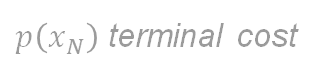 𝑝(𝑥_𝑁) terminal cost